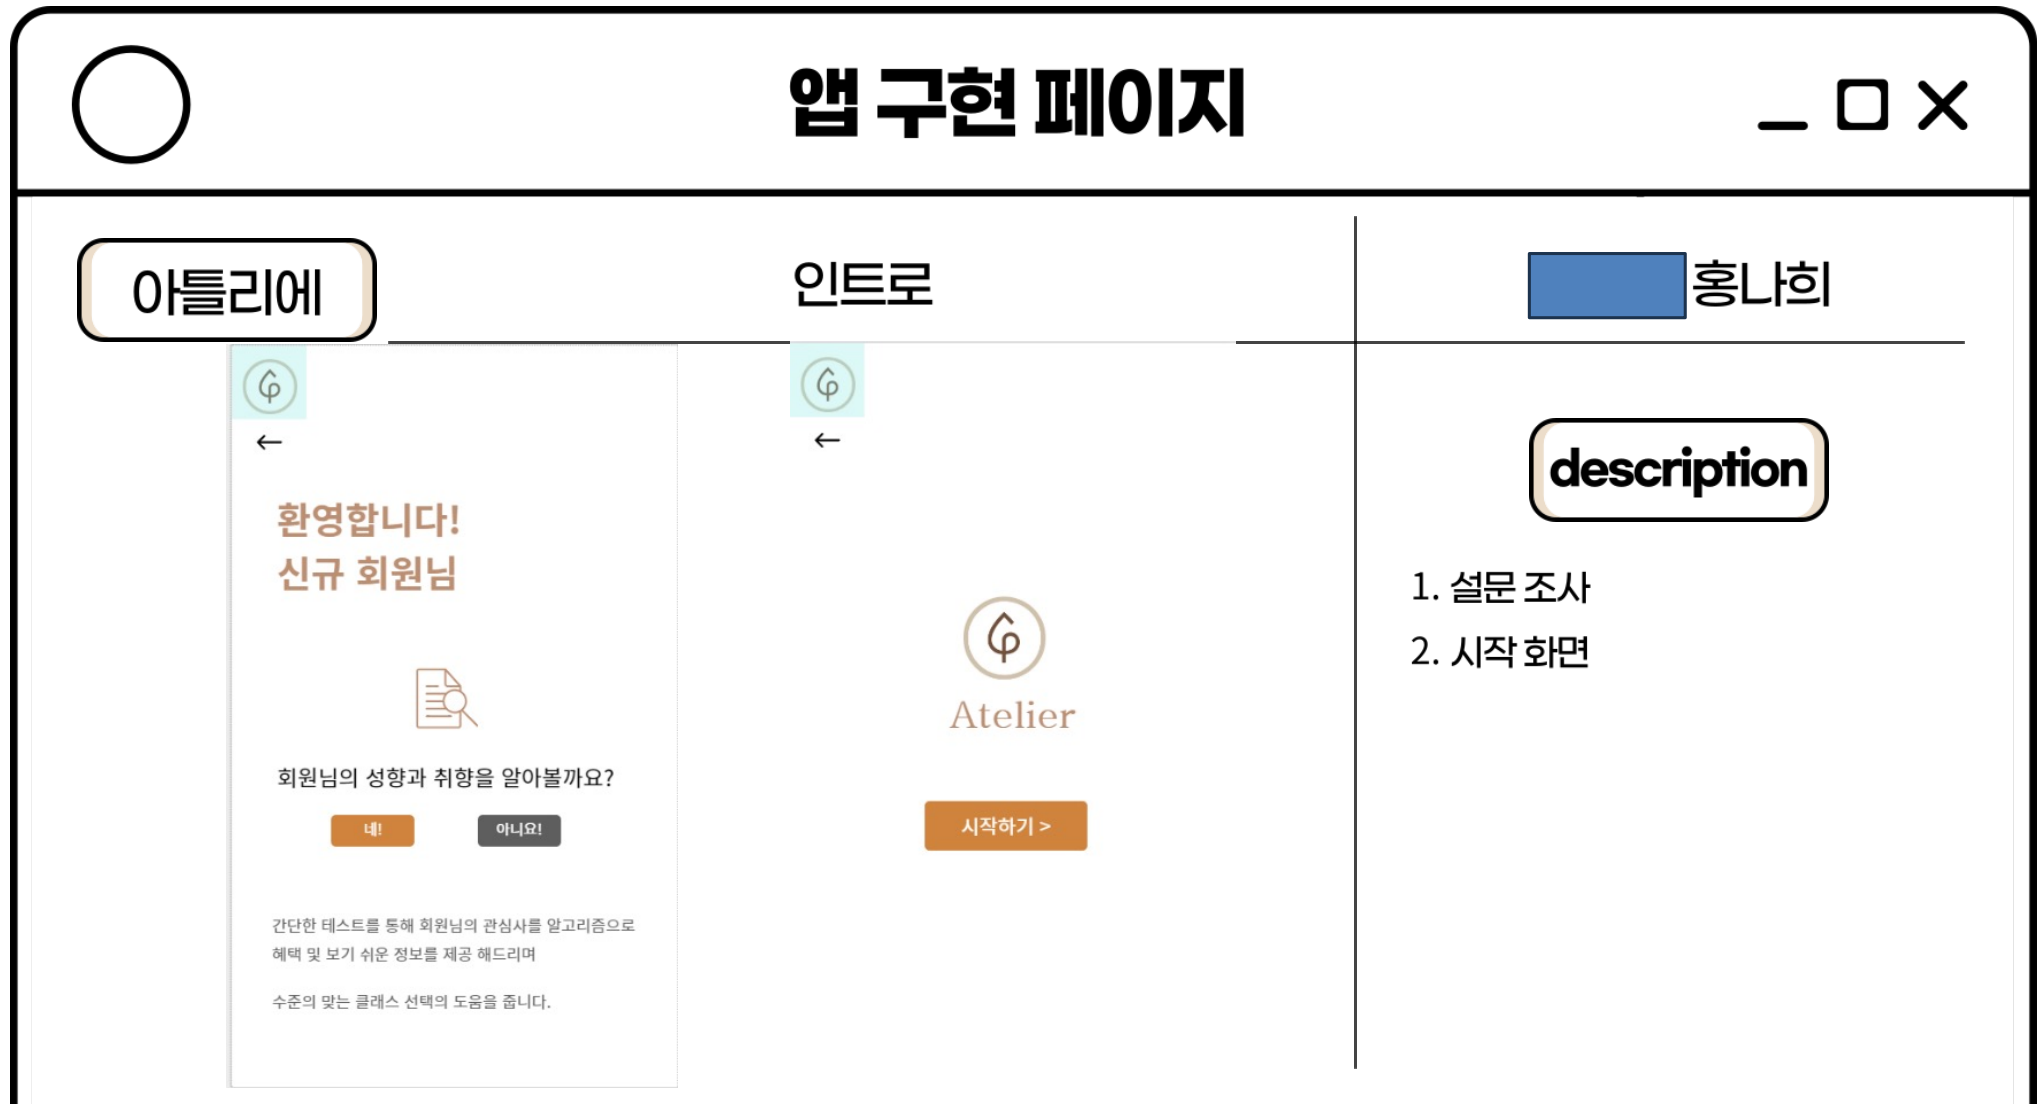 앱 구현 페이지
아틀리에
인트로
홍나희
환영합니다!
신규 회원님
회원님의 성향과 취향을 알아볼까요?
네!
아니요!
간단한 테스트를 통해 회원님의 관심사를 알고리즘으로
혜택 및 보기 쉬운 정보를 제공 해드리며
수준의 맞는 클래스 선택의 도움을 줍니다.
Atelier
시작하기 >
description
1. 설문 조사
2. 시작 화면